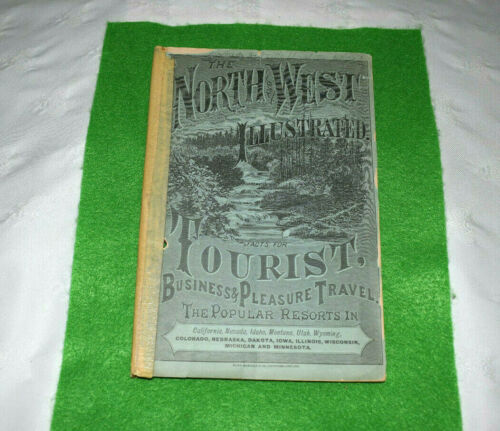 THE
NORTH WEST
ILLUSTRATED.
FACTS FOR
TOURIST,
BUSINESS & PLEASURE TRAVEL.
THE POPULAR RESORTS IN
California, Nevada, Idaho, Montana, Utah, Wyoming,
COLORADO, NEBRASKA, DAKOTA, IOWA, ILLINOIS, WISCONSIN,
MICHIGAN AND MINNESOTA.